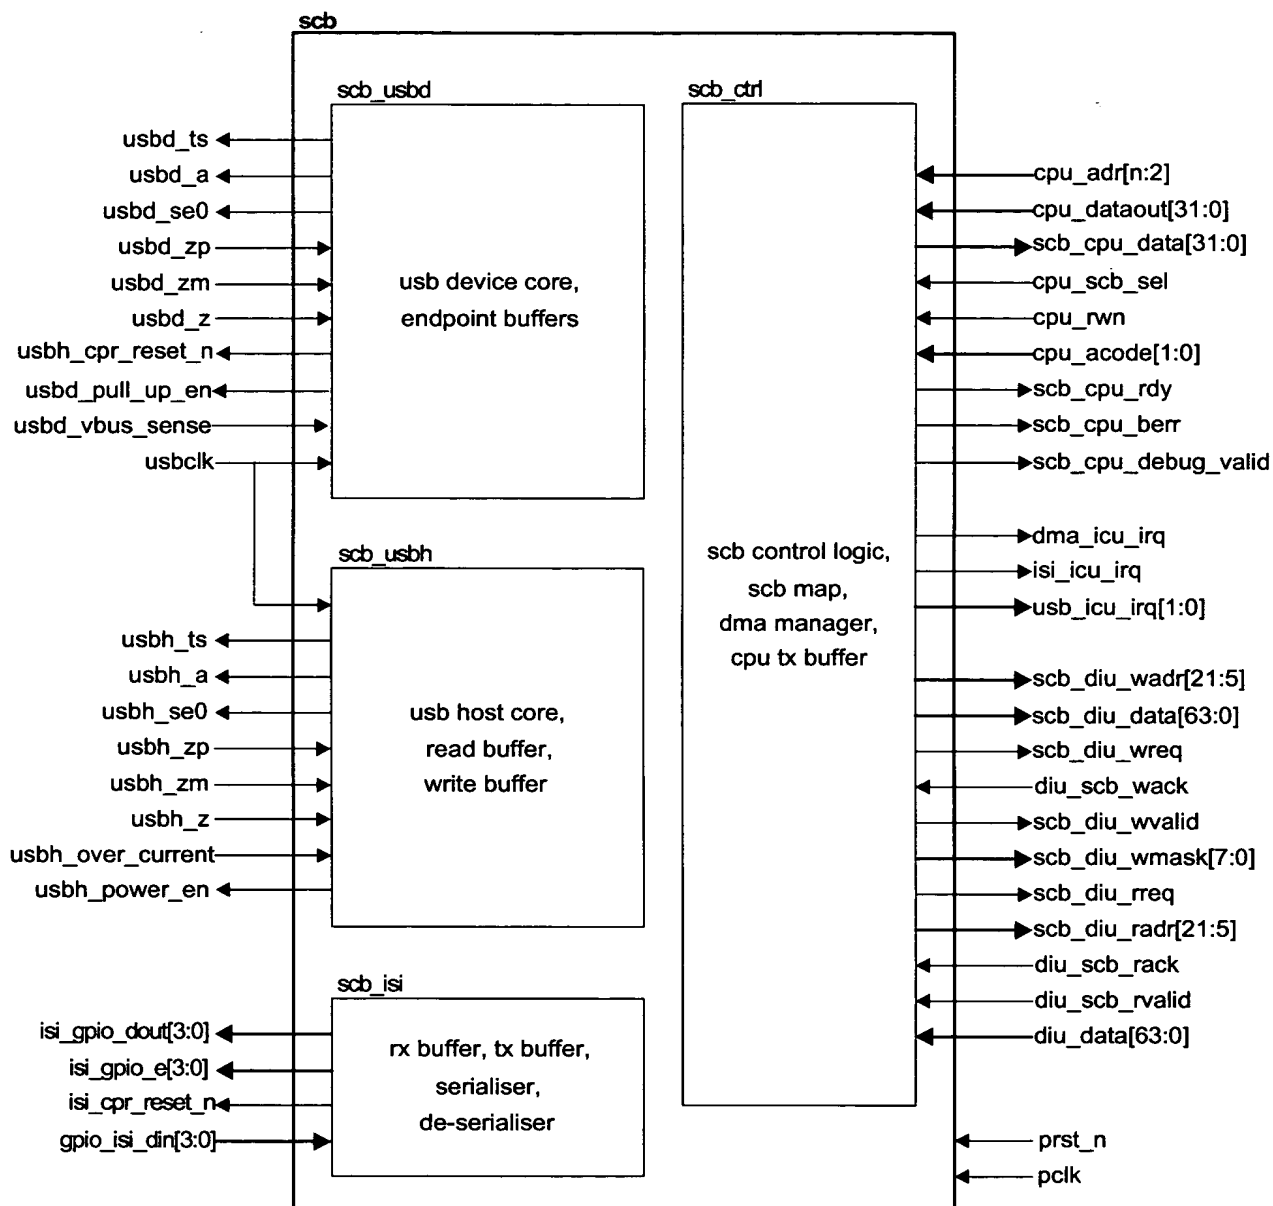 scb
scb_usbd
usbd_ts
usbd_a
usbd_se0
usbd_zp
usbd_zm
usbd_z
usbh_cpr_reset_n
usbd_pull_up_en
usbd_vbus_sense
usbclk
usb device core,
endpoint buffers
scb_usbh
usbh_ts
usbh_a
usbh_se0
usbh_zp
usbh_zm
usbh_z
usbh_over_current
usbh_power_en
usb host core,
read buffer,
write buffer
scb_isi
isi_gpio_dout[3:0]
isi_gpio_e[3:0]
isi_cpr_reset_n
gpio_isi_din[3:0]
rx buffer, tx buffer,
serialiser,
de-serialiser
scb_ctrl
scb control logic,
scb map,
dma manager,
cpu tx buffer
cpu_adr[n:2]
cpu_dataout[31:0]
scb_cpu_data[31:0]
cpu_scb_sel
cpu_rwn
cpu_acode[1:0]
scb_cpu_rdy
scb_cpu_berr
scb_cpu_debug_valid
dma_icu_irq
isi_icu_irq
usb_icu_irq[1:0]
scb_diu_wadr[21:5]
scb_diu_data[63:0]
scb_diu_wreq
diu_scb_wack
scb_diu_wvalid
scb_diu_wmask[7:0]
scb_diu_rreq
scb_diu_radr[21:5]
diu_scb_rack
diu_scb_rvalid
diu_data[63:0]
prst_n
pclk